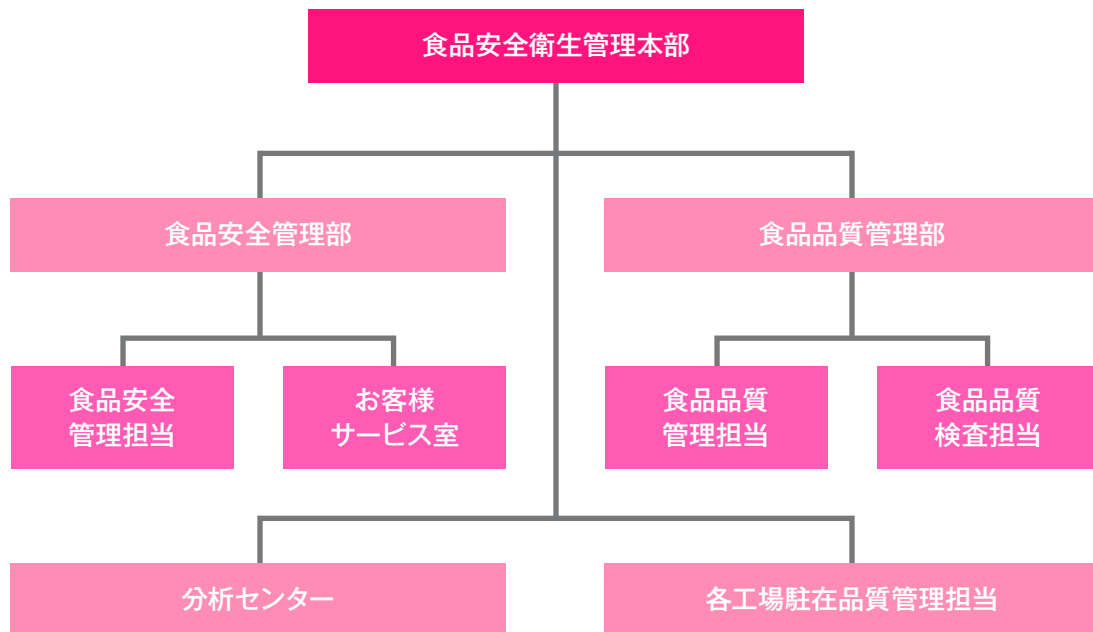 食品安全衛生管理本部
食品安全管理部
食品品質管理部
食品安全
管理担当
お客様
サービス室
食品品質
管理担当
食品品質
検査担当
分析センター
各工場駐在品質管理担当